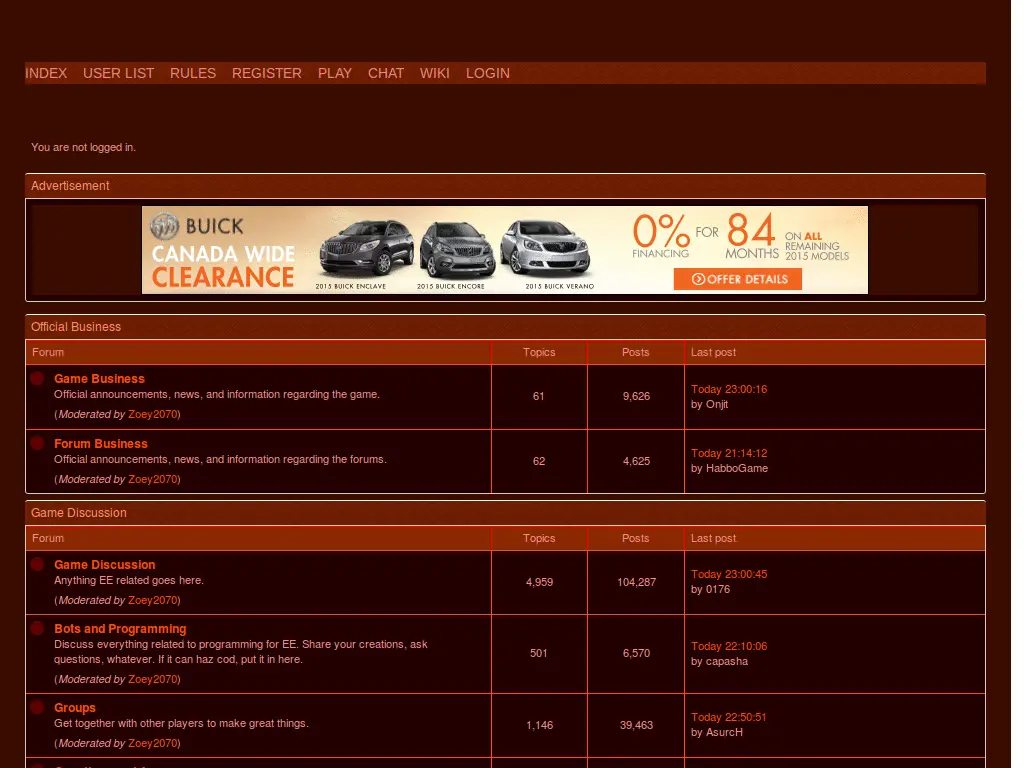 INDEX USER LIST RULES REGISTER PLAY CHAT WIKI LOGIN
You are not logged in.
Advertisement
BUICK
CANADA WIDE
CLEARANCE
2015 BUICK ENCLAVE 2015 BUICK ENCORE 2015 BUICK VERANO
0% FINANCING FOR 84 MONTHS ON ALL REMAINING 2015 MODELS
OFFER DETAILS
Official Business
Forum Topics Posts Last post
Game Business
Official announcements, news, and information regarding the game.
(Moderated by Zoey2070)
61 9,626 Today 23:00:16
by Onjit
Forum Business
Official announcements, news, and information regarding the forums.
(Moderated by Zoey2070)
62 4,625 Today 21:14:12
by HabboGame
Game Discussion
Forum Topics Posts Last post
Game Discussion
Anything EE related goes here.
(Moderated by Zoey2070)
4,959 104,287 Today 23:00:45
by 0176
Bots and Programming
Discuss everything related to programming for EE. Share your creations, ask
questions, whatever. If it can haz cod, put it in here.
(Moderated by Zoey2070)
501 6,570 Today 22:10:06
by capasha
Groups
Get together with other players to make great things.
(Moderated by Zoey2070)
1,146 39,463 Today 22:50:51
by AsurcH